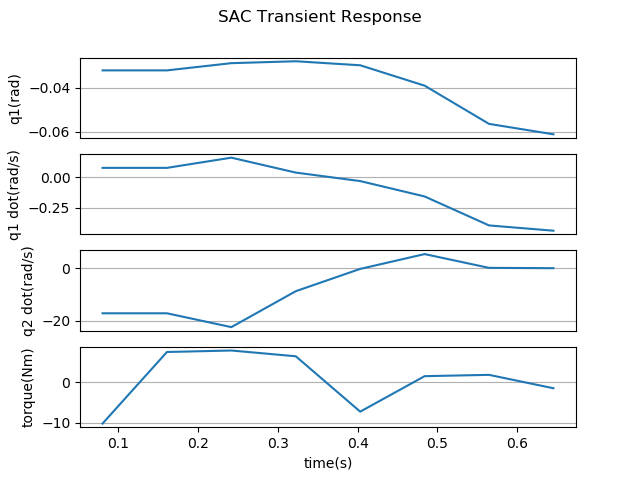 SAC Transient Response
q1(rad)
−0.04
−0.06
q1 dot(rad/s)
0.00
−0.25
q2 dot(rad/s)
0
−20
torque(Nm)
0
−10
0.1 0.2 0.3 0.4 0.5 0.6
time(s)